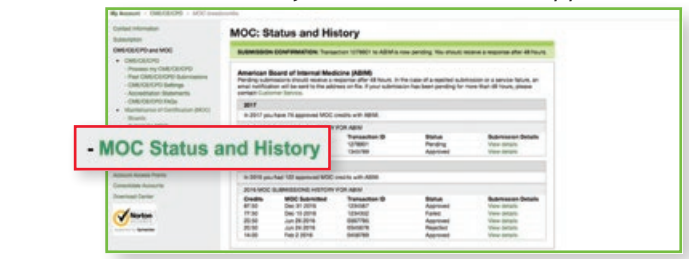 My Account › CME/CE/CPD › MOC
Contact Information
Subscription
CME/CE/CPD and MOC
• CME/CE/CPD
- Process my CME/CE/CPD
- Past CME/CE/CPD Submissions
- CME/CE/CPD Settings
- Accreditation Statements
- CME/CE/CPD FAQs
• Maintenance of Certification (MOC)
- Boards
- MOC Status and History
Account Access Points
Consolidate Accounts
Download Center
Norton
MOC: Status and History
SUBMISSION CONFIRMATION: Transaction to ABIM is now pending. You should receive a response after 48 hours.
American Board of Internal Medicine (ABIM)
Pending submissions should receive a response after 48 hours. In the case of a rejected submission or a service failure, an
email notification will be sent to the address on file. If your submission has been pending for more than 48 hours, please
contact Customer Service.
2017
In 2017 you have 75 approved MOC credits with ABIM.
FOR ABIM
Transaction ID Status Submission Details
Pending View details
Approved View details
In 2016 you had approved MOC credits with ABIM.
2016 MOC SUBMISSIONS HISTORY FOR ABIM
Credits MOC Submitted Transaction ID Status Submission Details
Dec 31 2016 Approved View details
Dec 15 2016 Failed View details
20.50 Jun 26 2016 Approved View details
20.50 Jun 24 2016 Rejected View details
14.00 Feb 2 2016 Approved View details